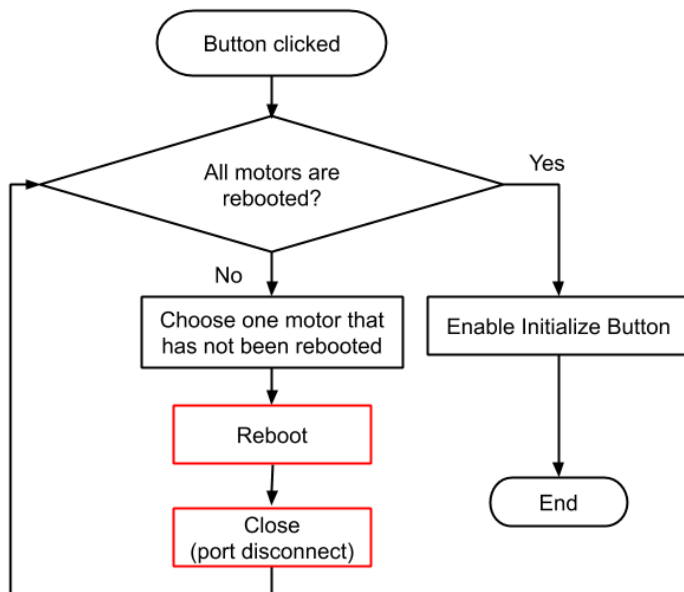 Button clicked
All motors are
rebooted?
Yes
No
Choose one motor that
has not been rebooted
Enable Initialize Button
Reboot
End
Close
(port disconnect)